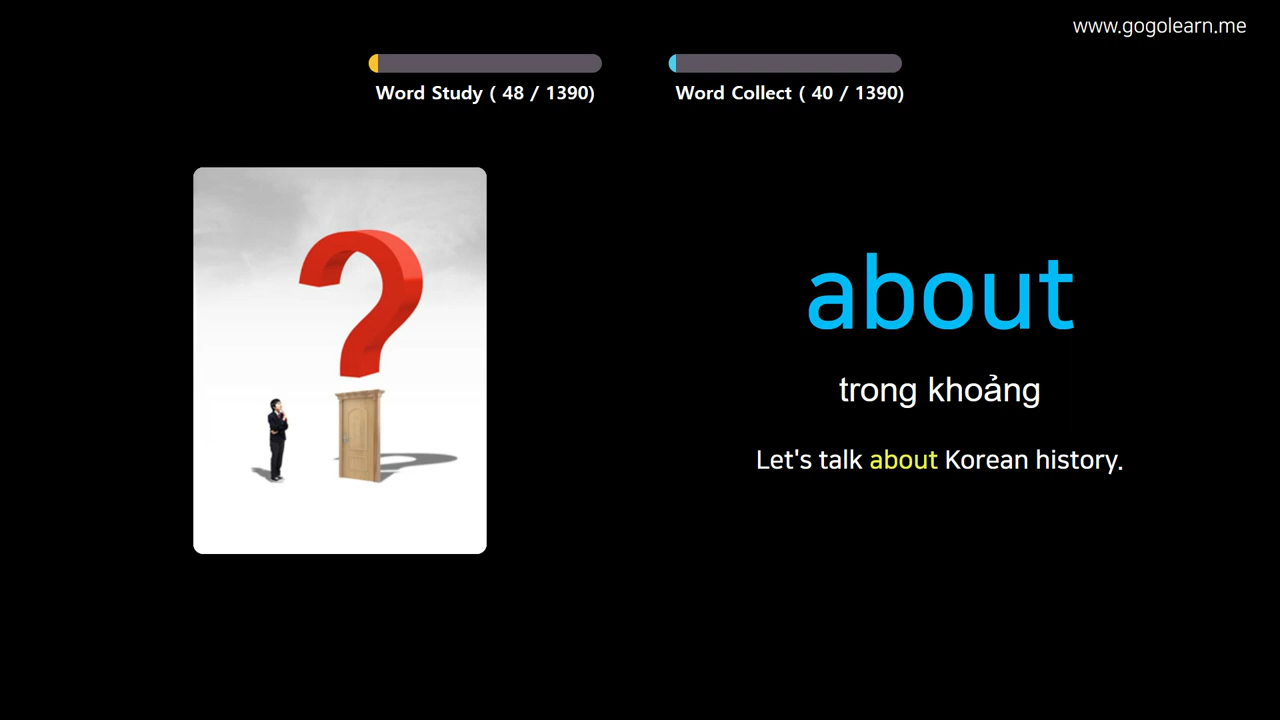 www.gogolearn.me
Word Study ( 48 / 1390)
Word Collect ( 40 / 1390)
about
trong khoảng
Let's talk about Korean history.